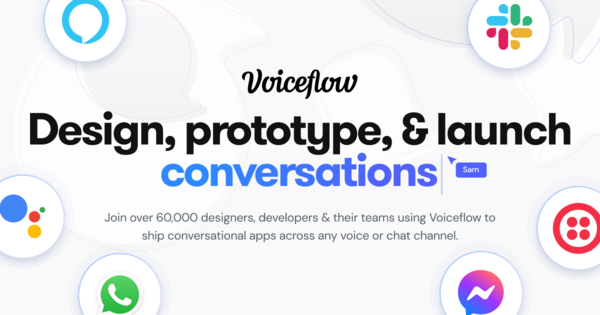 Voiceflow
Design, prototype, & launch
conversations
Sam
Join over 60,000 designers, developers & their teams using Voiceflow to
ship conversational apps across any voice or chat channel.